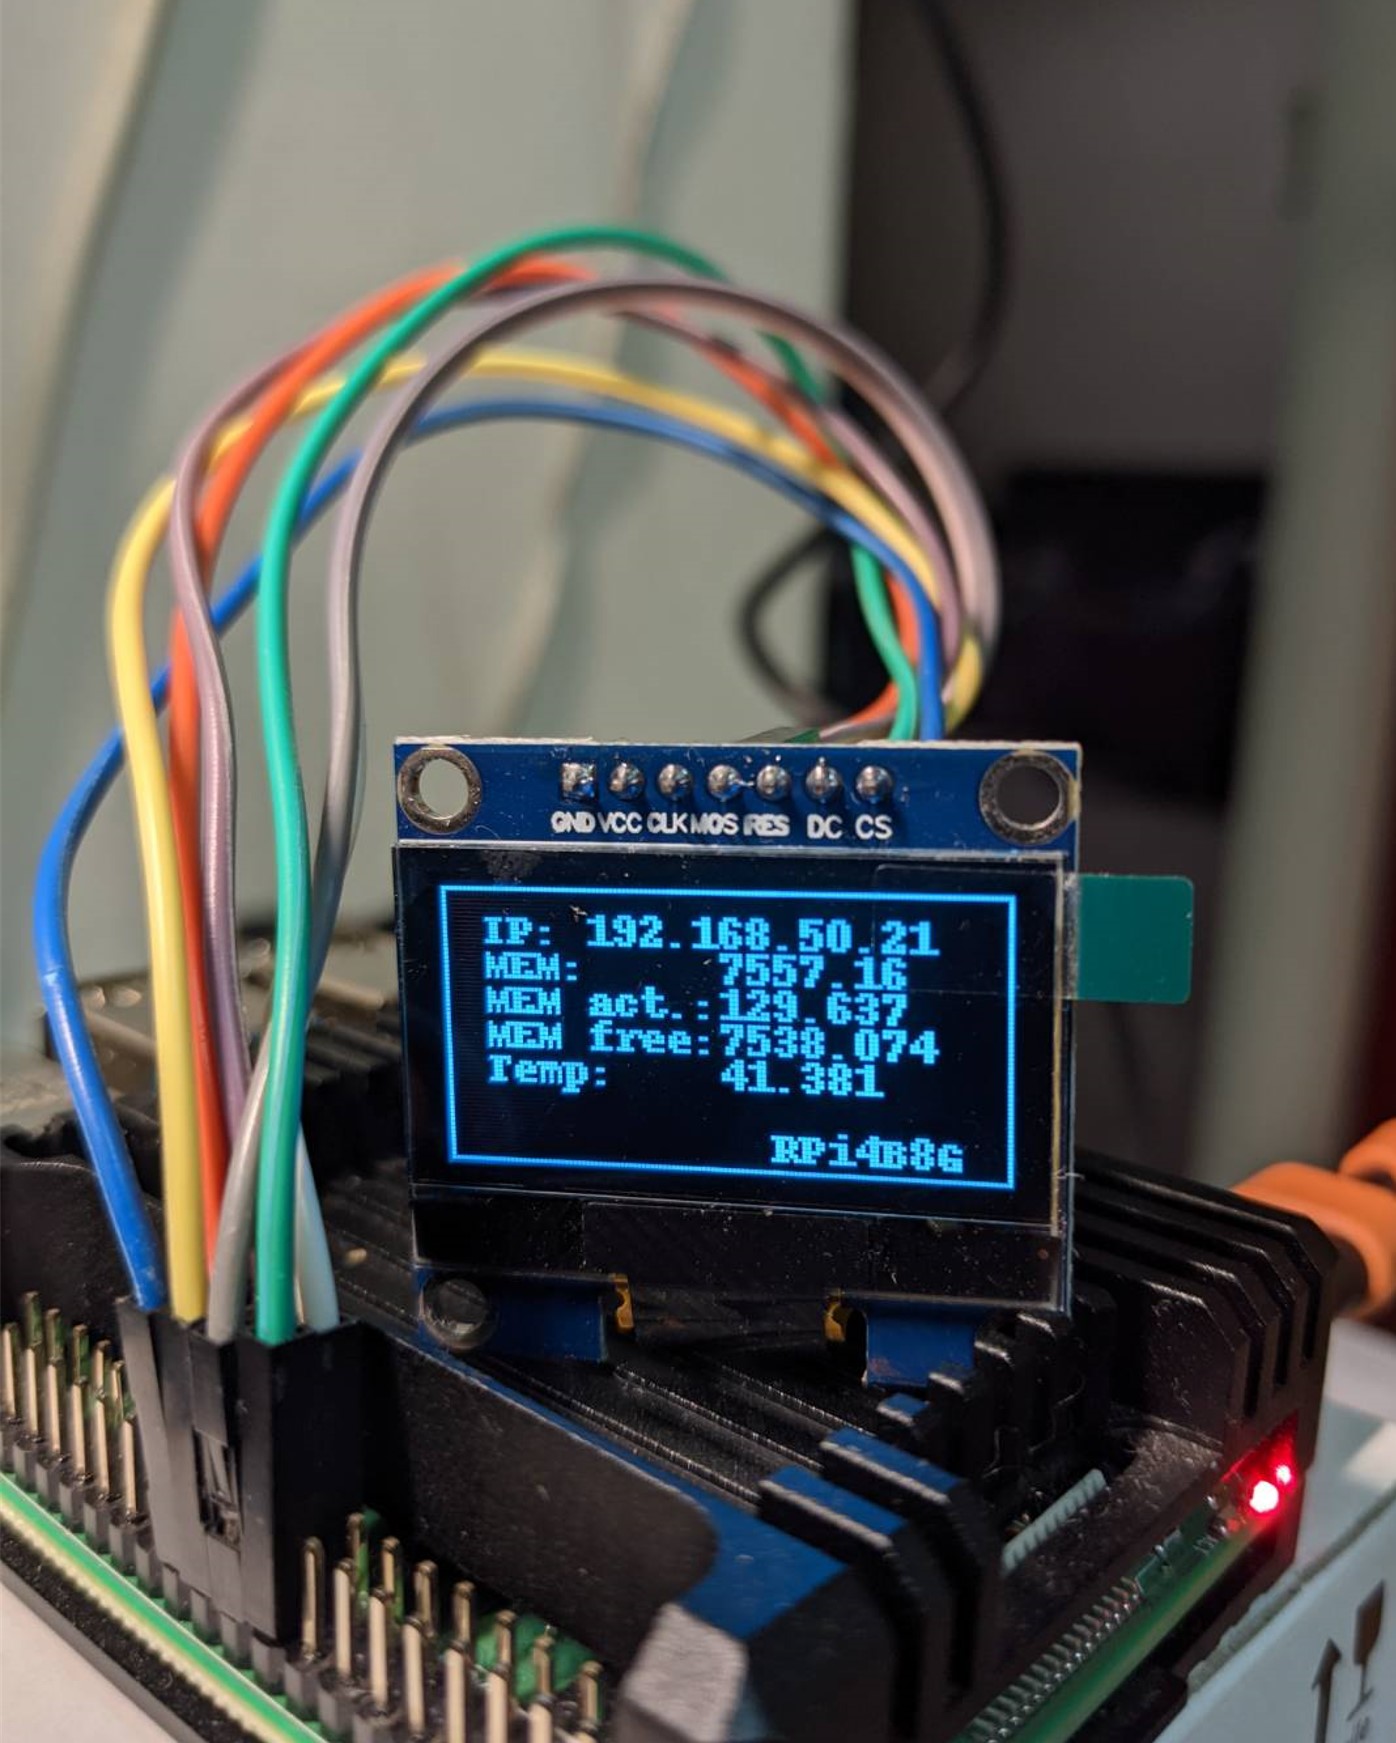 GND VCC CLK MOSI RES DC CS
IP: 192.168.50.21
MEM: 7557.16
MEM act.:129.637
MEM free:7538.074
Temp: 41.381
RPi4B8G